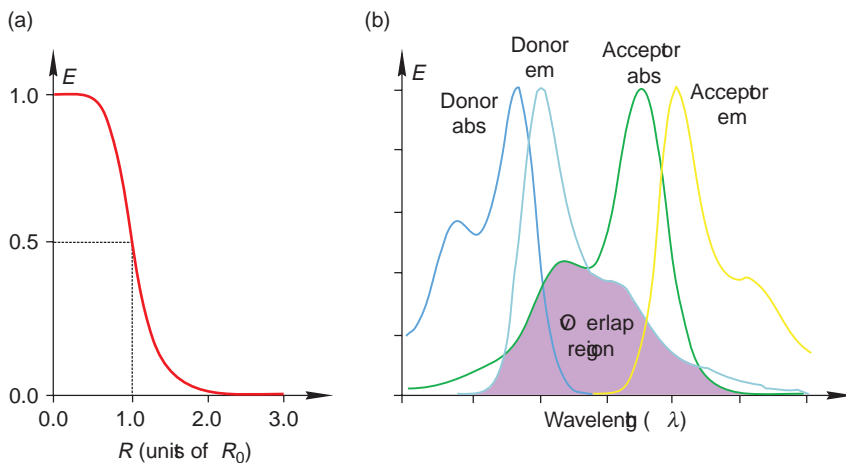 (a)
E
1.0
0.5
0.0
0.0 1.0 2.0 3.0
R (units of R0)
(b)
E
Donor
abs
Donor
em
Acceptor
abs
Acceptor
em
Overlap
region
Wavelength ( λ)